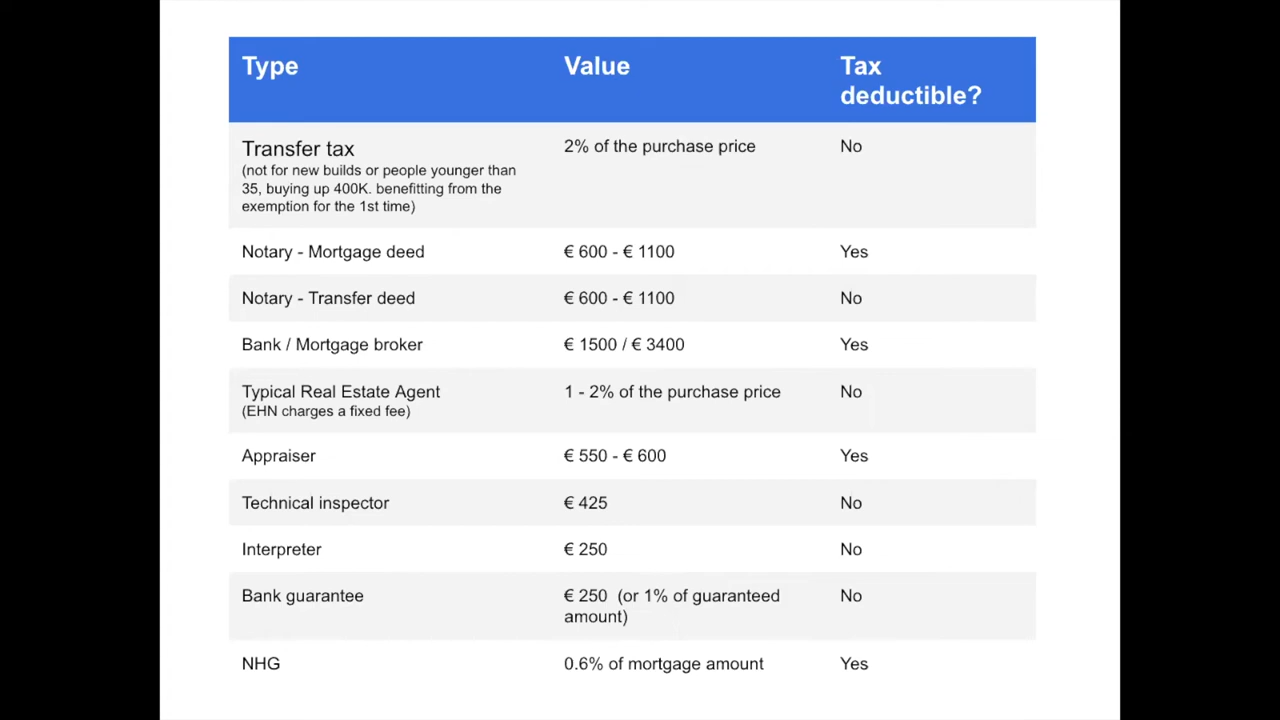 Type Value Tax
deductible?
Transfer tax 2% of the purchase price No
(not for new builds or people younger than
35, buying up 400K. benefitting from the
exemption for the 1st time)
Notary - Mortgage deed € 600 - € 1100 Yes
Notary - Transfer deed € 600 - € 1100 No
Bank / Mortgage broker € 1500 / € 3400 Yes
Typical Real Estate Agent 1 - 2% of the purchase price No
(EHN charges a fixed fee)
Appraiser € 550 - € 600 Yes
Technical inspector € 425 No
Interpreter € 250 No
Bank guarantee € 250 (or 1% of guaranteed No
amount)
NHG 0.6% of mortgage amount Yes